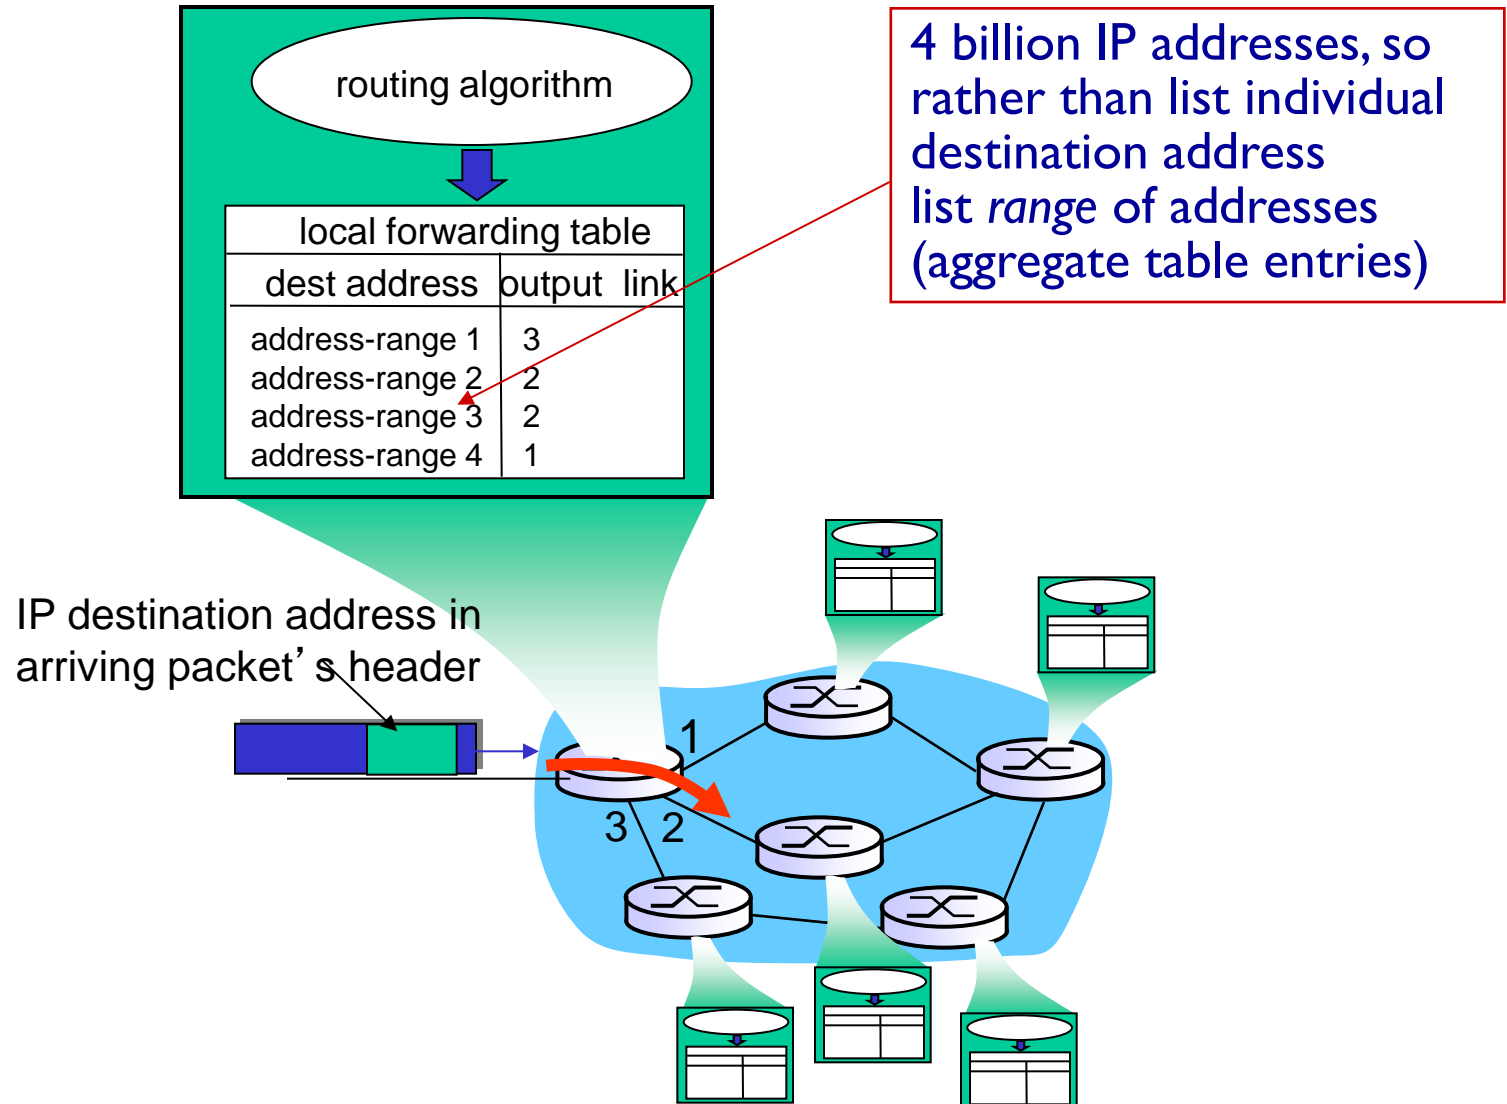 routing algorithm
local forwarding table
dest address output link
address-range 1 3
address-range 2 2
address-range 3 2
address-range 4 1
4 billion IP addresses, so
rather than list individual
destination address
list range of addresses
(aggregate table entries)
IP destination address in
arriving packet’s header
1
3 2